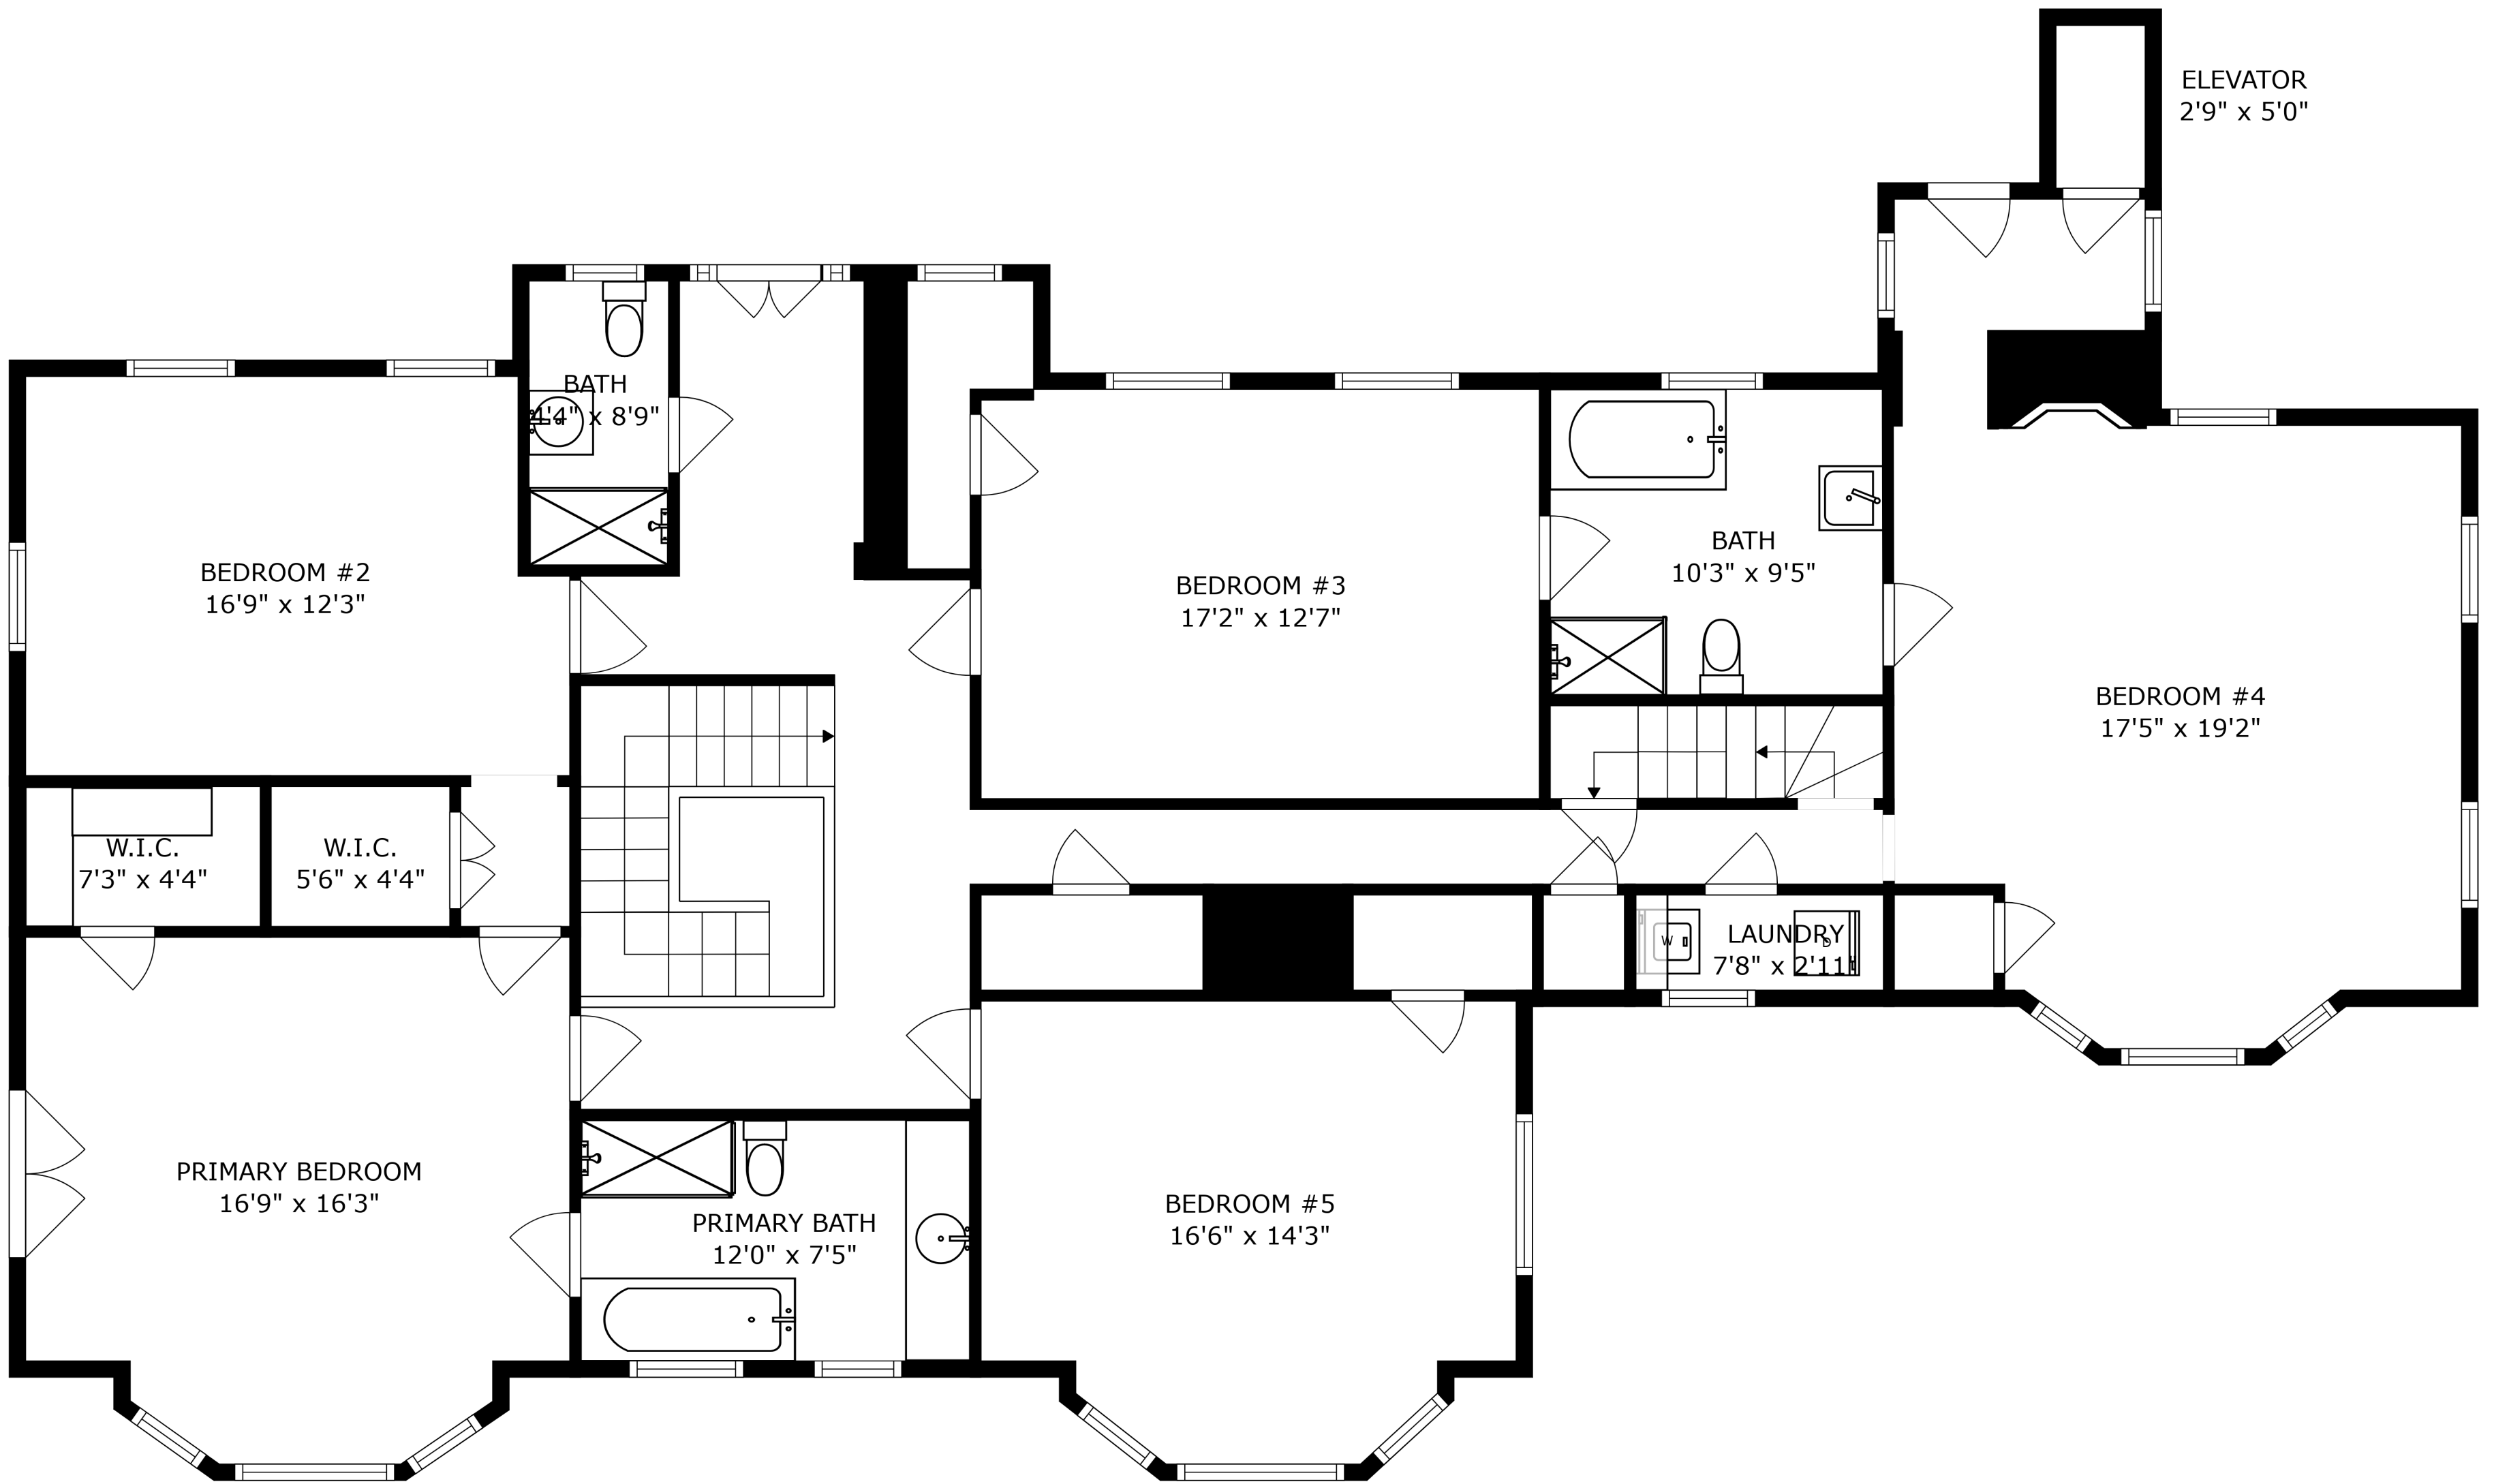 ELEVATOR
2'9" x 5'0"
BATH
4'4" x 8'9"
BEDROOM #2
16'9" x 12'3"
BEDROOM #3
17'2" x 12'7"
BATH
10'3" x 9'5"
BEDROOM #4
17'5" x 19'2"
W.I.C.
7'3" x 4'4"
W.I.C.
5'6" x 4'4"
W
LAUNDRY
D
7'8" x 2'11"
PRIMARY BEDROOM
16'9" x 16'3"
PRIMARY BATH
12'0" x 7'5"
BEDROOM #5
16'6" x 14'3"